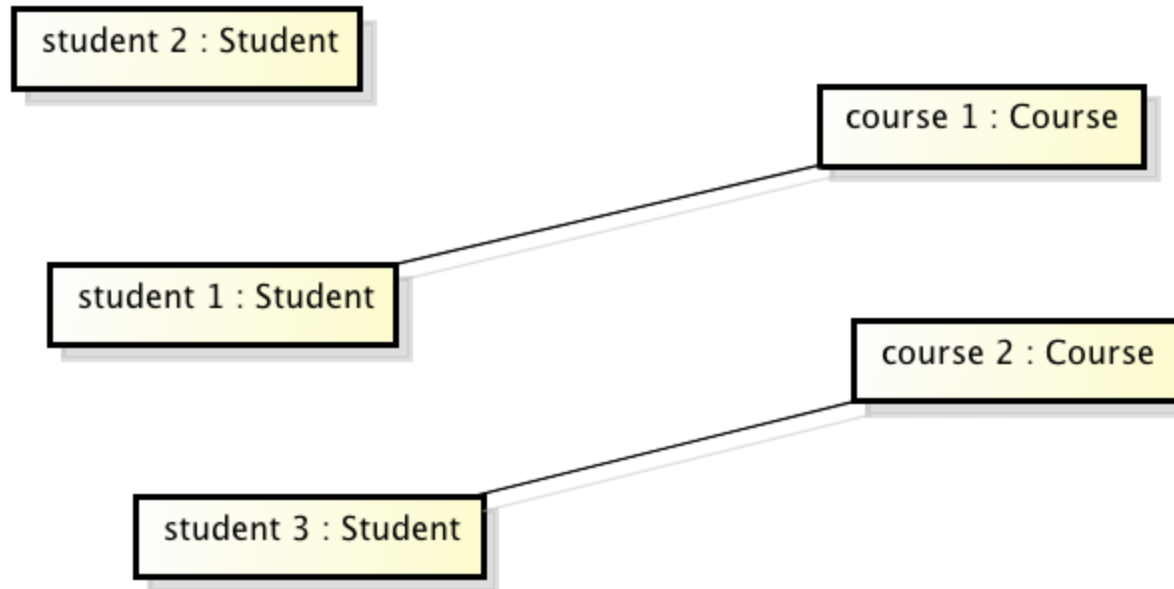 student 2 : Student
course 1 : Course
student 1 : Student
course 2 : Course
student 3 : Student